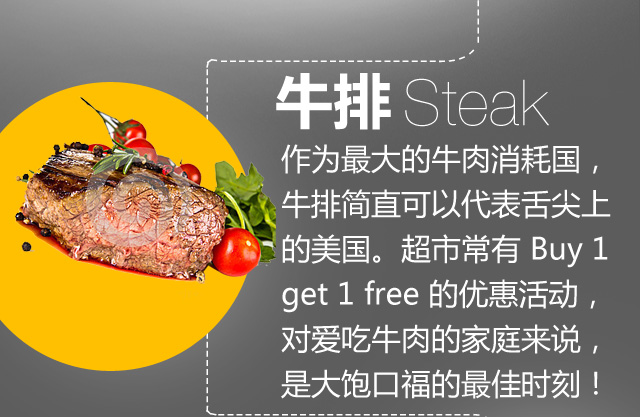 牛排 Steak
作为最大的牛肉消耗国，
牛排简直可以代表舌尖上
的美国。超市常有 Buy 1
get 1 free 的优惠活动，
对爱吃牛肉的家庭来说，
是大饱口福的最佳时刻！